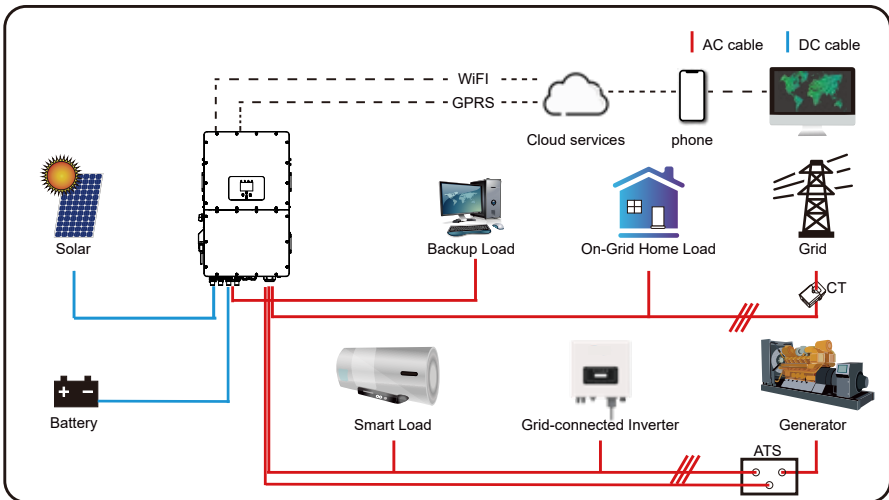 AC cable
DC cable
WiFI
GPRS
Cloud services
phone
Solar
Backup Load
On-Grid Home Load
Grid
CT
Battery
Smart Load
Grid-connected Inverter
Generator
ATS